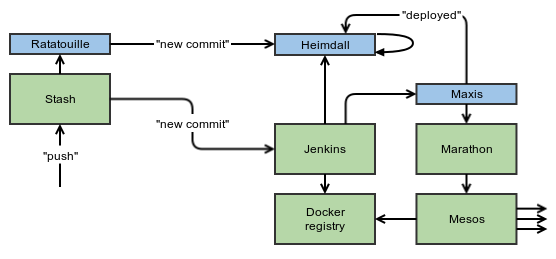 "deployed"
Ratatouille
"new commit"
Heimdall
Stash
Maxis
"new commit"
"push"
Jenkins
Marathon
Docker
registry
Mesos